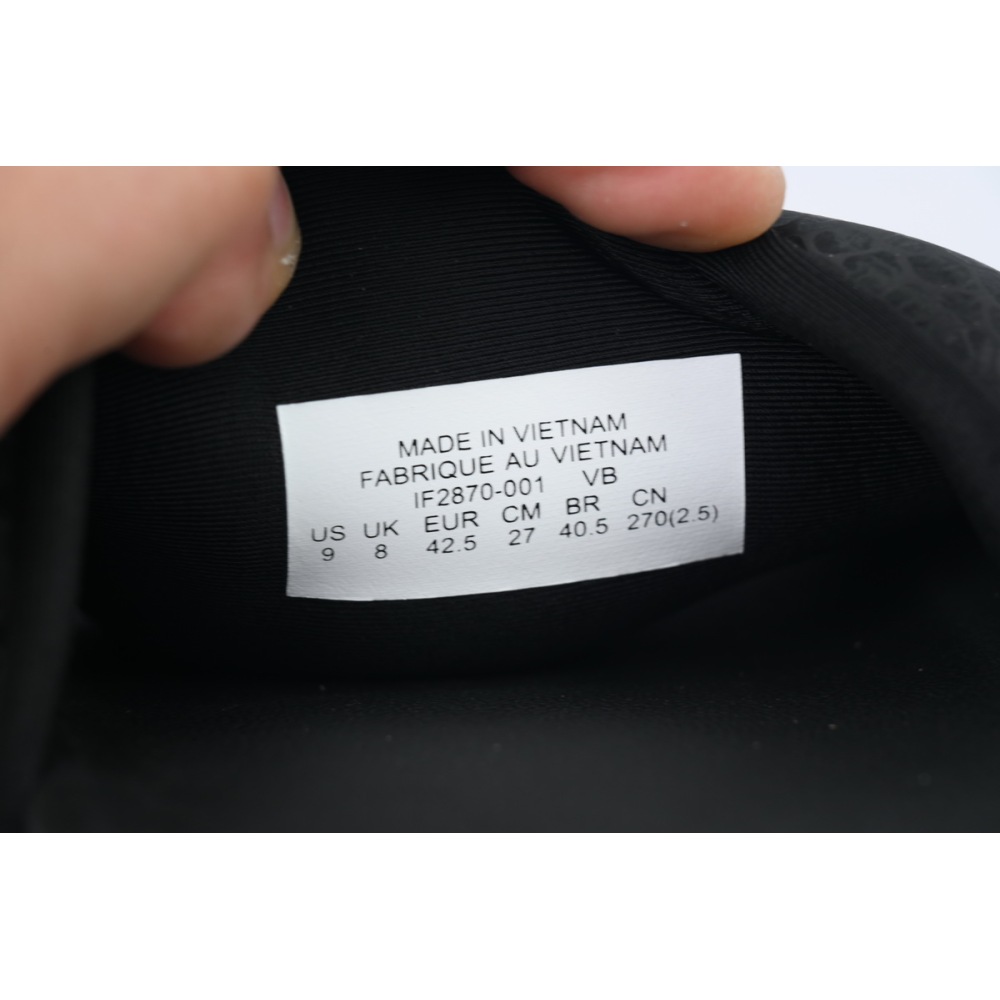 MADE IN VIETNAM
FABRIQUE AU VIETNAM
IF2870-001 VB
US UK EUR CM BR CN
9 8 42.5 27 40.5 270(2.5)